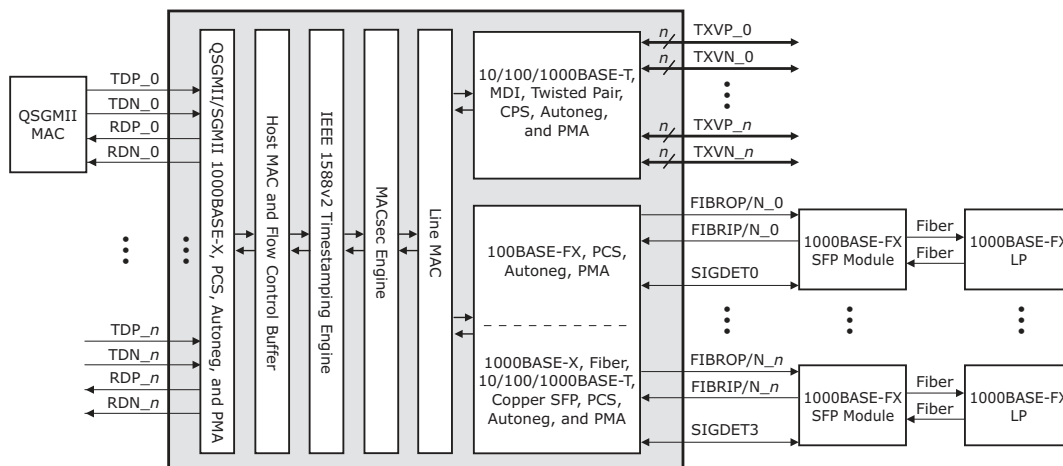 QSGMII
MAC
TDP_0
TDN_0
RDP_0
RDN_0
TDP_n
TDN_n
RDP_n
RDN_n
QSGMII/SGMII 1000BASE-X, PCS, Autoneg, and PMA
Host MAC and Flow Control Buffer
IEEE 1588v2 Timestamping Engine
MACsec Engine
Line MAC
10/100/1000BASE-T,
MDI, Twisted Pair,
CPS, Autoneg,
and PMA
n TXVP_0
n TXVN_0
n TXVP_n
n TXVN_n
100BASE-FX, PCS,
Autoneg, PMA
1000BASE-X, Fiber,
10/100/1000BASE-T,
Copper SFP, PCS,
Autoneg, and PMA
FIBROP/N_0
FIBRIP/N_0
SIGDET0
1000BASE-FX
SFP Module
Fiber
Fiber
1000BASE-FX
LP
FIBROP/N_n
FIBRIP/N_n
SIGDET3
1000BASE-FX
SFP Module
Fiber
Fiber
1000BASE-FX
LP